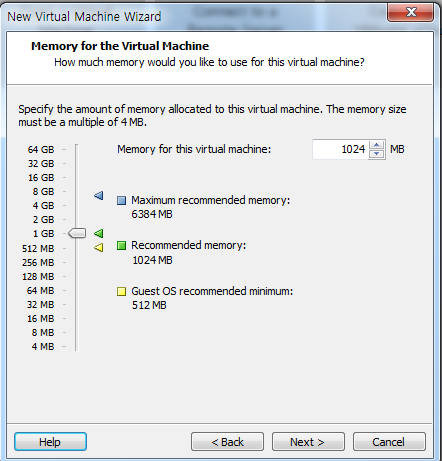 New Virtual Machine Wizard
Memory for the Virtual Machine
How much memory would you like to use for this virtual machine?
Specify the amount of memory allocated to this virtual machine. The memory size
must be a multiple of 4 MB.
Memory for this virtual machine: 1024 MB
64 GB
32 GB
16 GB
8 GB
4 GB
2 GB
1 GB
512 MB
256 MB
128 MB
64 MB
32 MB
16 MB
8 MB
4 MB
Maximum recommended memory:
6384 MB
Recommended memory:
1024 MB
Guest OS recommended minimum:
512 MB
Help
< Back
Next >
Cancel